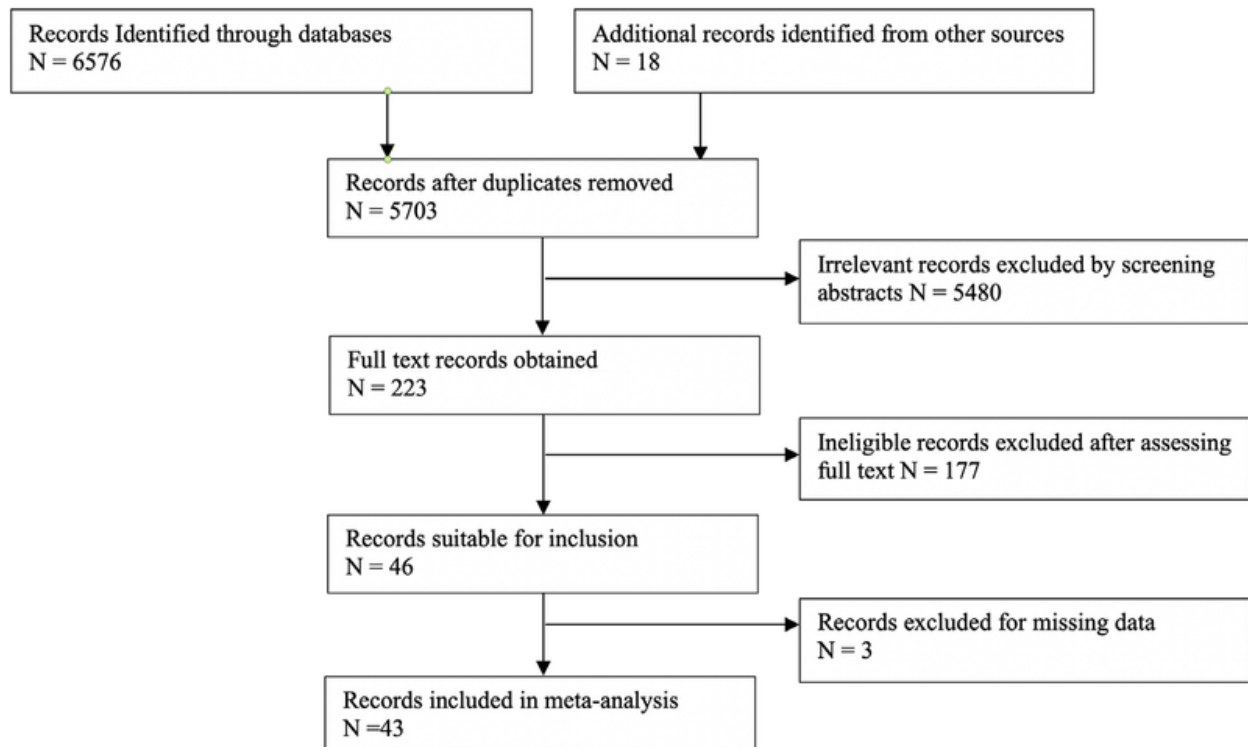 Records Identified through databases
N = 6576
Additional records identified from other sources
N = 18
Records after duplicates removed
N = 5703
Irrelevant records excluded by screening
abstracts N = 5480
Full text records obtained
N = 223
Ineligible records excluded after assessing
full text N = 177
Records suitable for inclusion
N = 46
Records excluded for missing data
N = 3
Records included in meta-analysis
N =43